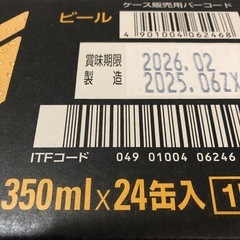 ビール
ケース販売用バーコード
4901004062468
賞味期限 2026.02
製造 2025.06ZX
ITFコード 049 01004 06246
350ml×24缶入 1